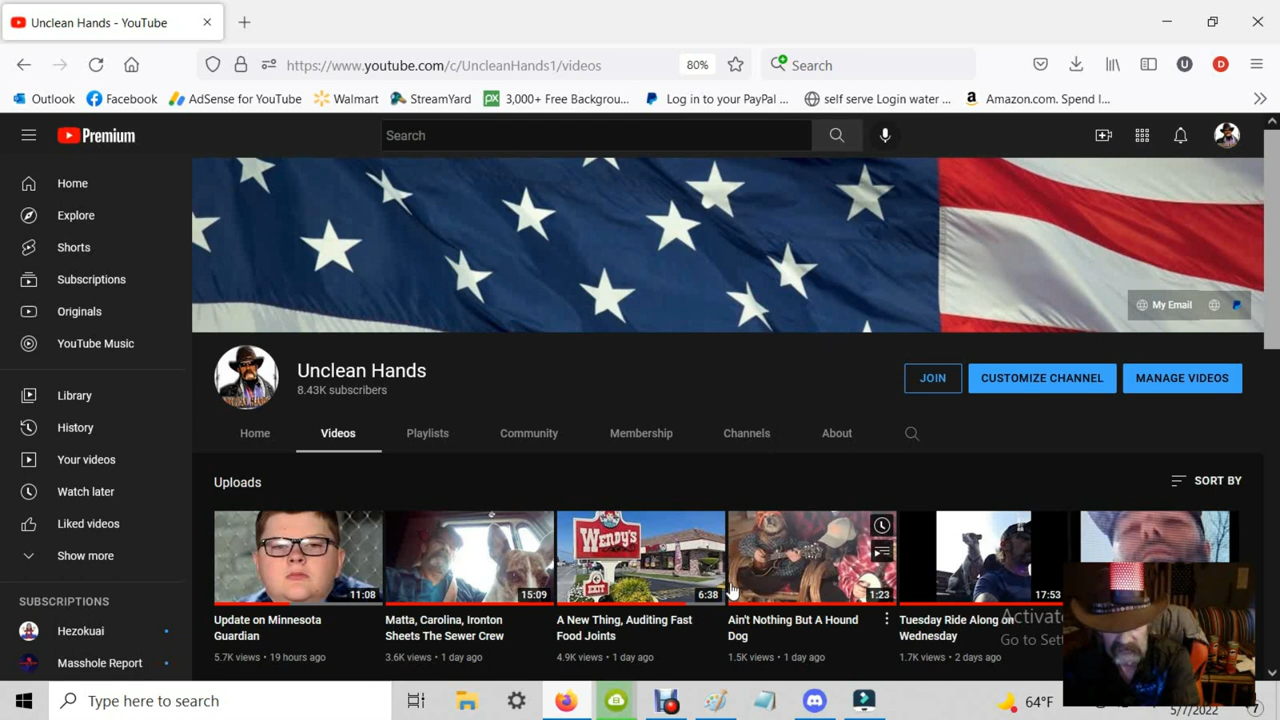 Unclean Hands - YouTube
https://www.youtube.com/c/UncleanHands1/videos
80%
Search
U
D
Outlook
Facebook
AdSense for YouTube
Walmart
StreamYard
PX
3,000+ Free Backgrou...
Log in to your PayPal ...
self serve Login water ...
Amazon.com. Spend l...
Premium
Search
Home
Explore
Shorts
Subscriptions
Originals
YouTube Music
Library
History
Your videos
Watch later
Liked videos
Show more
SUBSCRIPTIONS
Hezokuai
Masshole Report
My Email
Unclean Hands
8.43K subscribers
JOIN
CUSTOMIZE CHANNEL
MANAGE VIDEOS
Home
Videos
Playlists
Community
Membership
Channels
About
Uploads
SORT BY
11:08
Update on Minnesota
Guardian
5.7K views • 19 hours ago
15:09
Matta, Carolina, Ironton
Sheets The Sewer Crew
3.6K views • 1 day ago
WENDY'S
EXIT
6:38
A New Thing, Auditing Fast
Food Joints
4.9K views • 1 day ago
1:23
Ain't Nothing But A Hound
Dog
1.5K views • 1 day ago
17:53
Tuesday Ride Along on
Wednesday
1.7K views • 2 days ago
Activate
Go to Set
Type here to search
64°F
5/7/2022
7